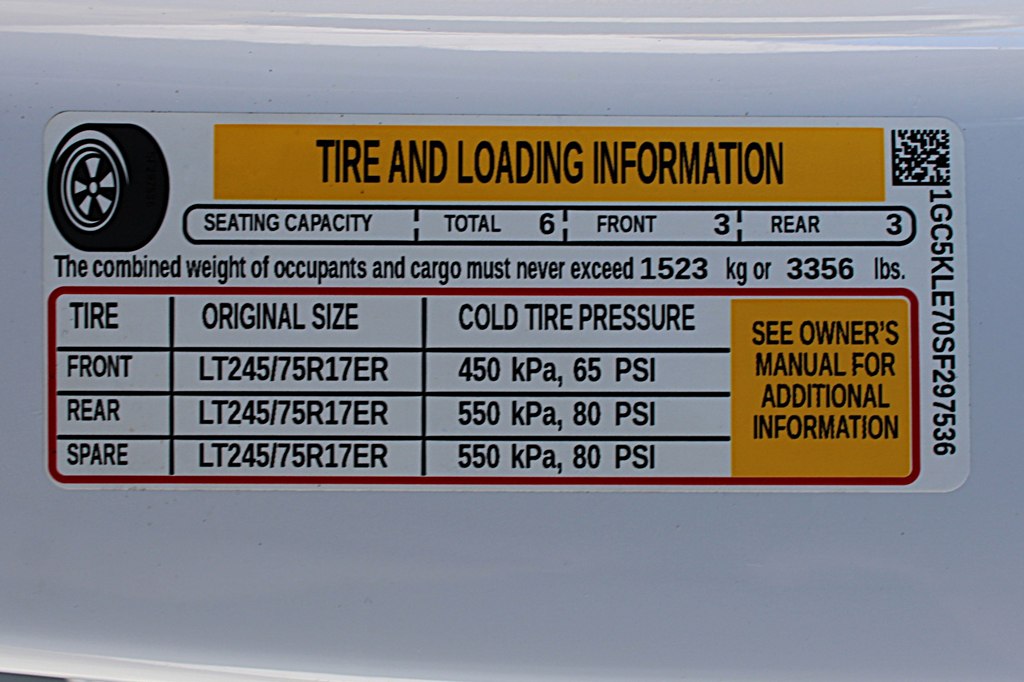 TIRE AND LOADING INFORMATION
SEATING CAPACITY TOTAL 6 FRONT 3 REAR 3
The combined weight of occupants and cargo must never exceed 1523 kg or 3356 lbs.
TIRE ORIGINAL SIZE COLD TIRE PRESSURE
FRONT LT245/75R17ER 450 kPa, 65 PSI
REAR LT245/75R17ER 550 kPa, 80 PSI
SPARE LT245/75R17ER 550 kPa, 80 PSI
SEE OWNER'S
MANUAL FOR
ADDITIONAL
INFORMATION
1GC5KLE70SF297536